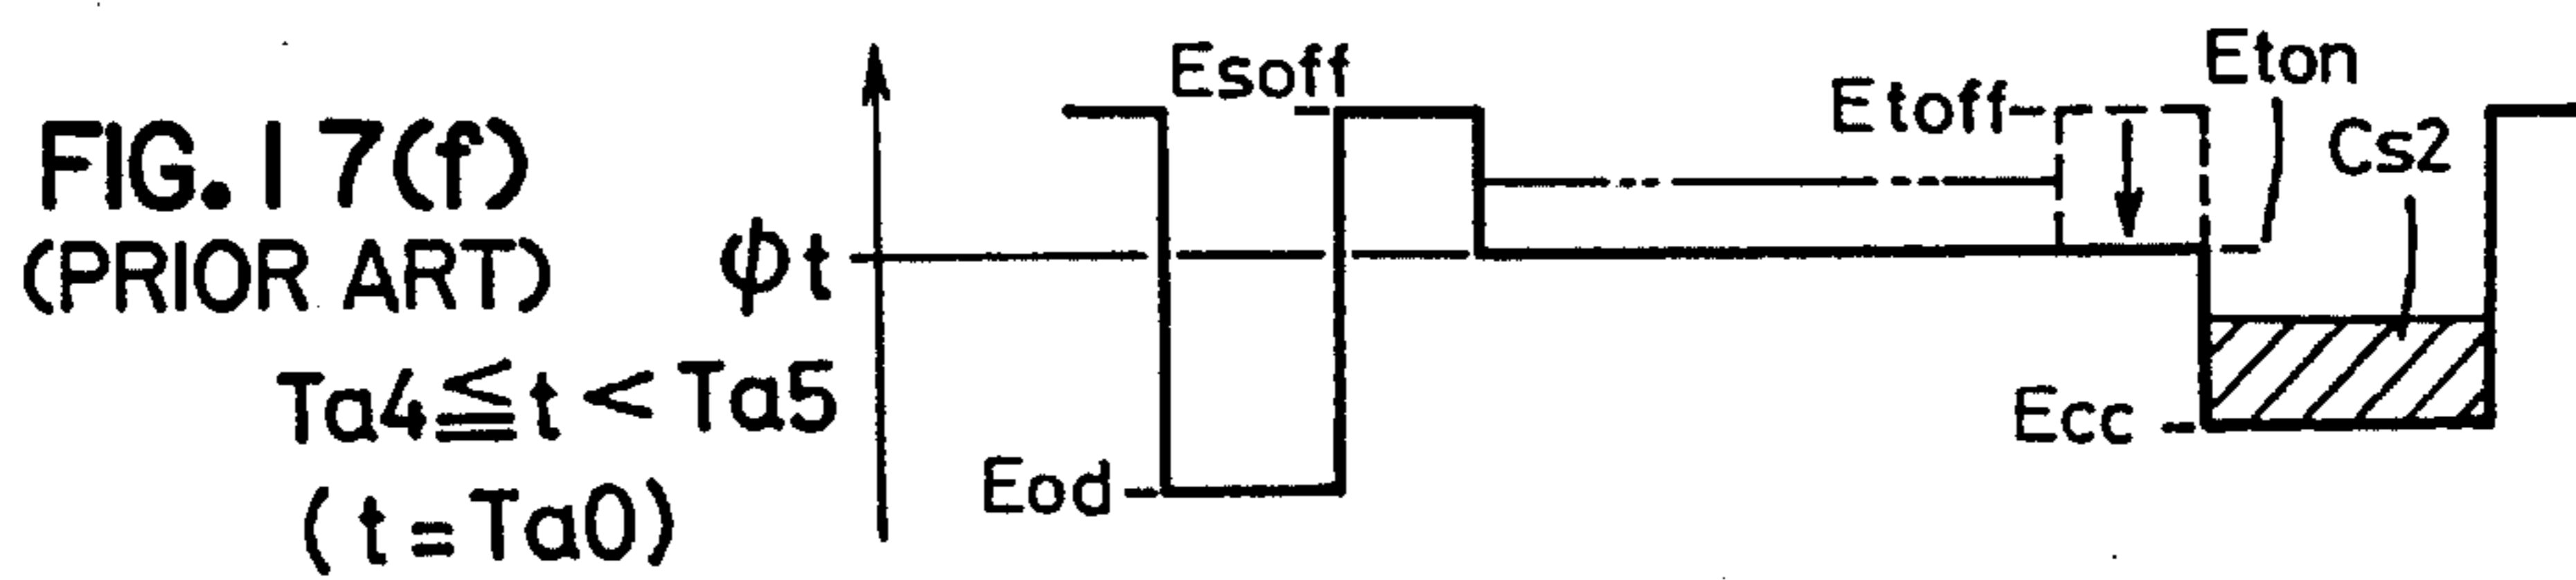 FIG. 17(f)
(PRIOR ART)
Ta4≦t<Ta5
(t=Ta0)
φt
Esoff
Eod
Etoff
Eton
Cs2
Ecc